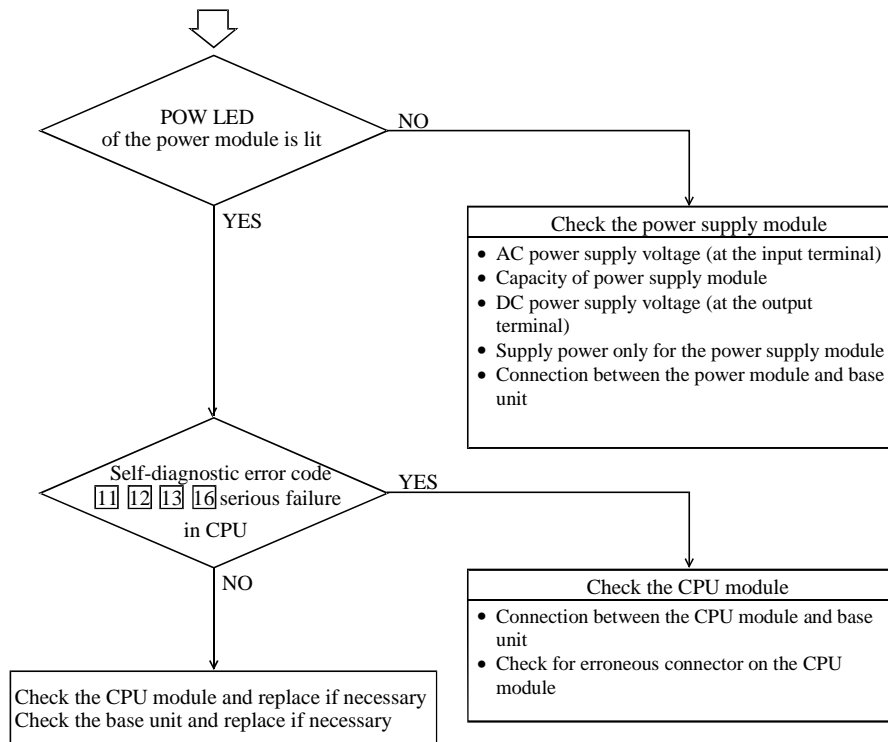 POW LED
of the power module is lit
NO
YES
Check the power supply module
• AC power supply voltage (at the input terminal)
• Capacity of power supply module
• DC power supply voltage (at the output
terminal)
• Supply power only for the power supply module
• Connection between the power module and base
unit
Self-diagnostic error code
11 12 13 16 serious failure
in CPU
YES
NO
Check the CPU module
• Connection between the CPU module and base
unit
• Check for erroneous connector on the CPU
module
Check the CPU module and replace if necessary
Check the base unit and replace if necessary